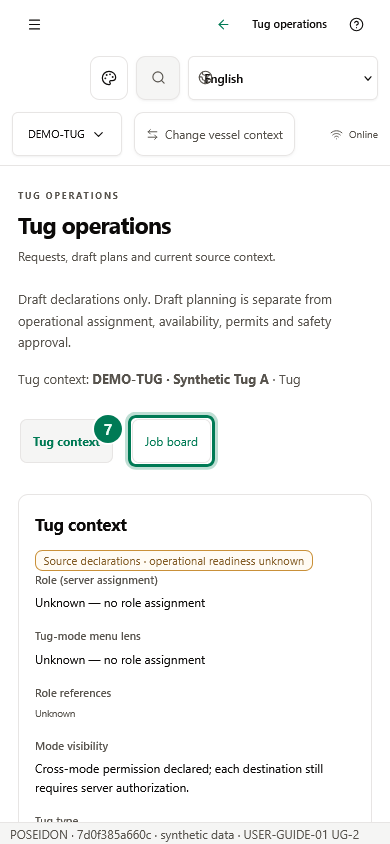 Tug operations
English
DEMO-TUG
Change vessel context
Online
TUG OPERATIONS
Tug operations
Requests, draft plans and current source context.
Draft declarations only. Draft planning is separate from
operational assignment, availability, permits and safety
approval.
Tug context: DEMO-TUG · Synthetic Tug A · Tug
Tug context
7
Job board
Tug context
Source declarations · operational readiness unknown
Role (server assignment)
Unknown — no role assignment
Tug-mode menu lens
Unknown — no role assignment
Role references
Unknown
Mode visibility
Cross-mode permission declared; each destination still
requires server authorization.
Tug type
POSEIDON · 7d0f385a660c · synthetic data · USER-GUIDE-01 UG-2